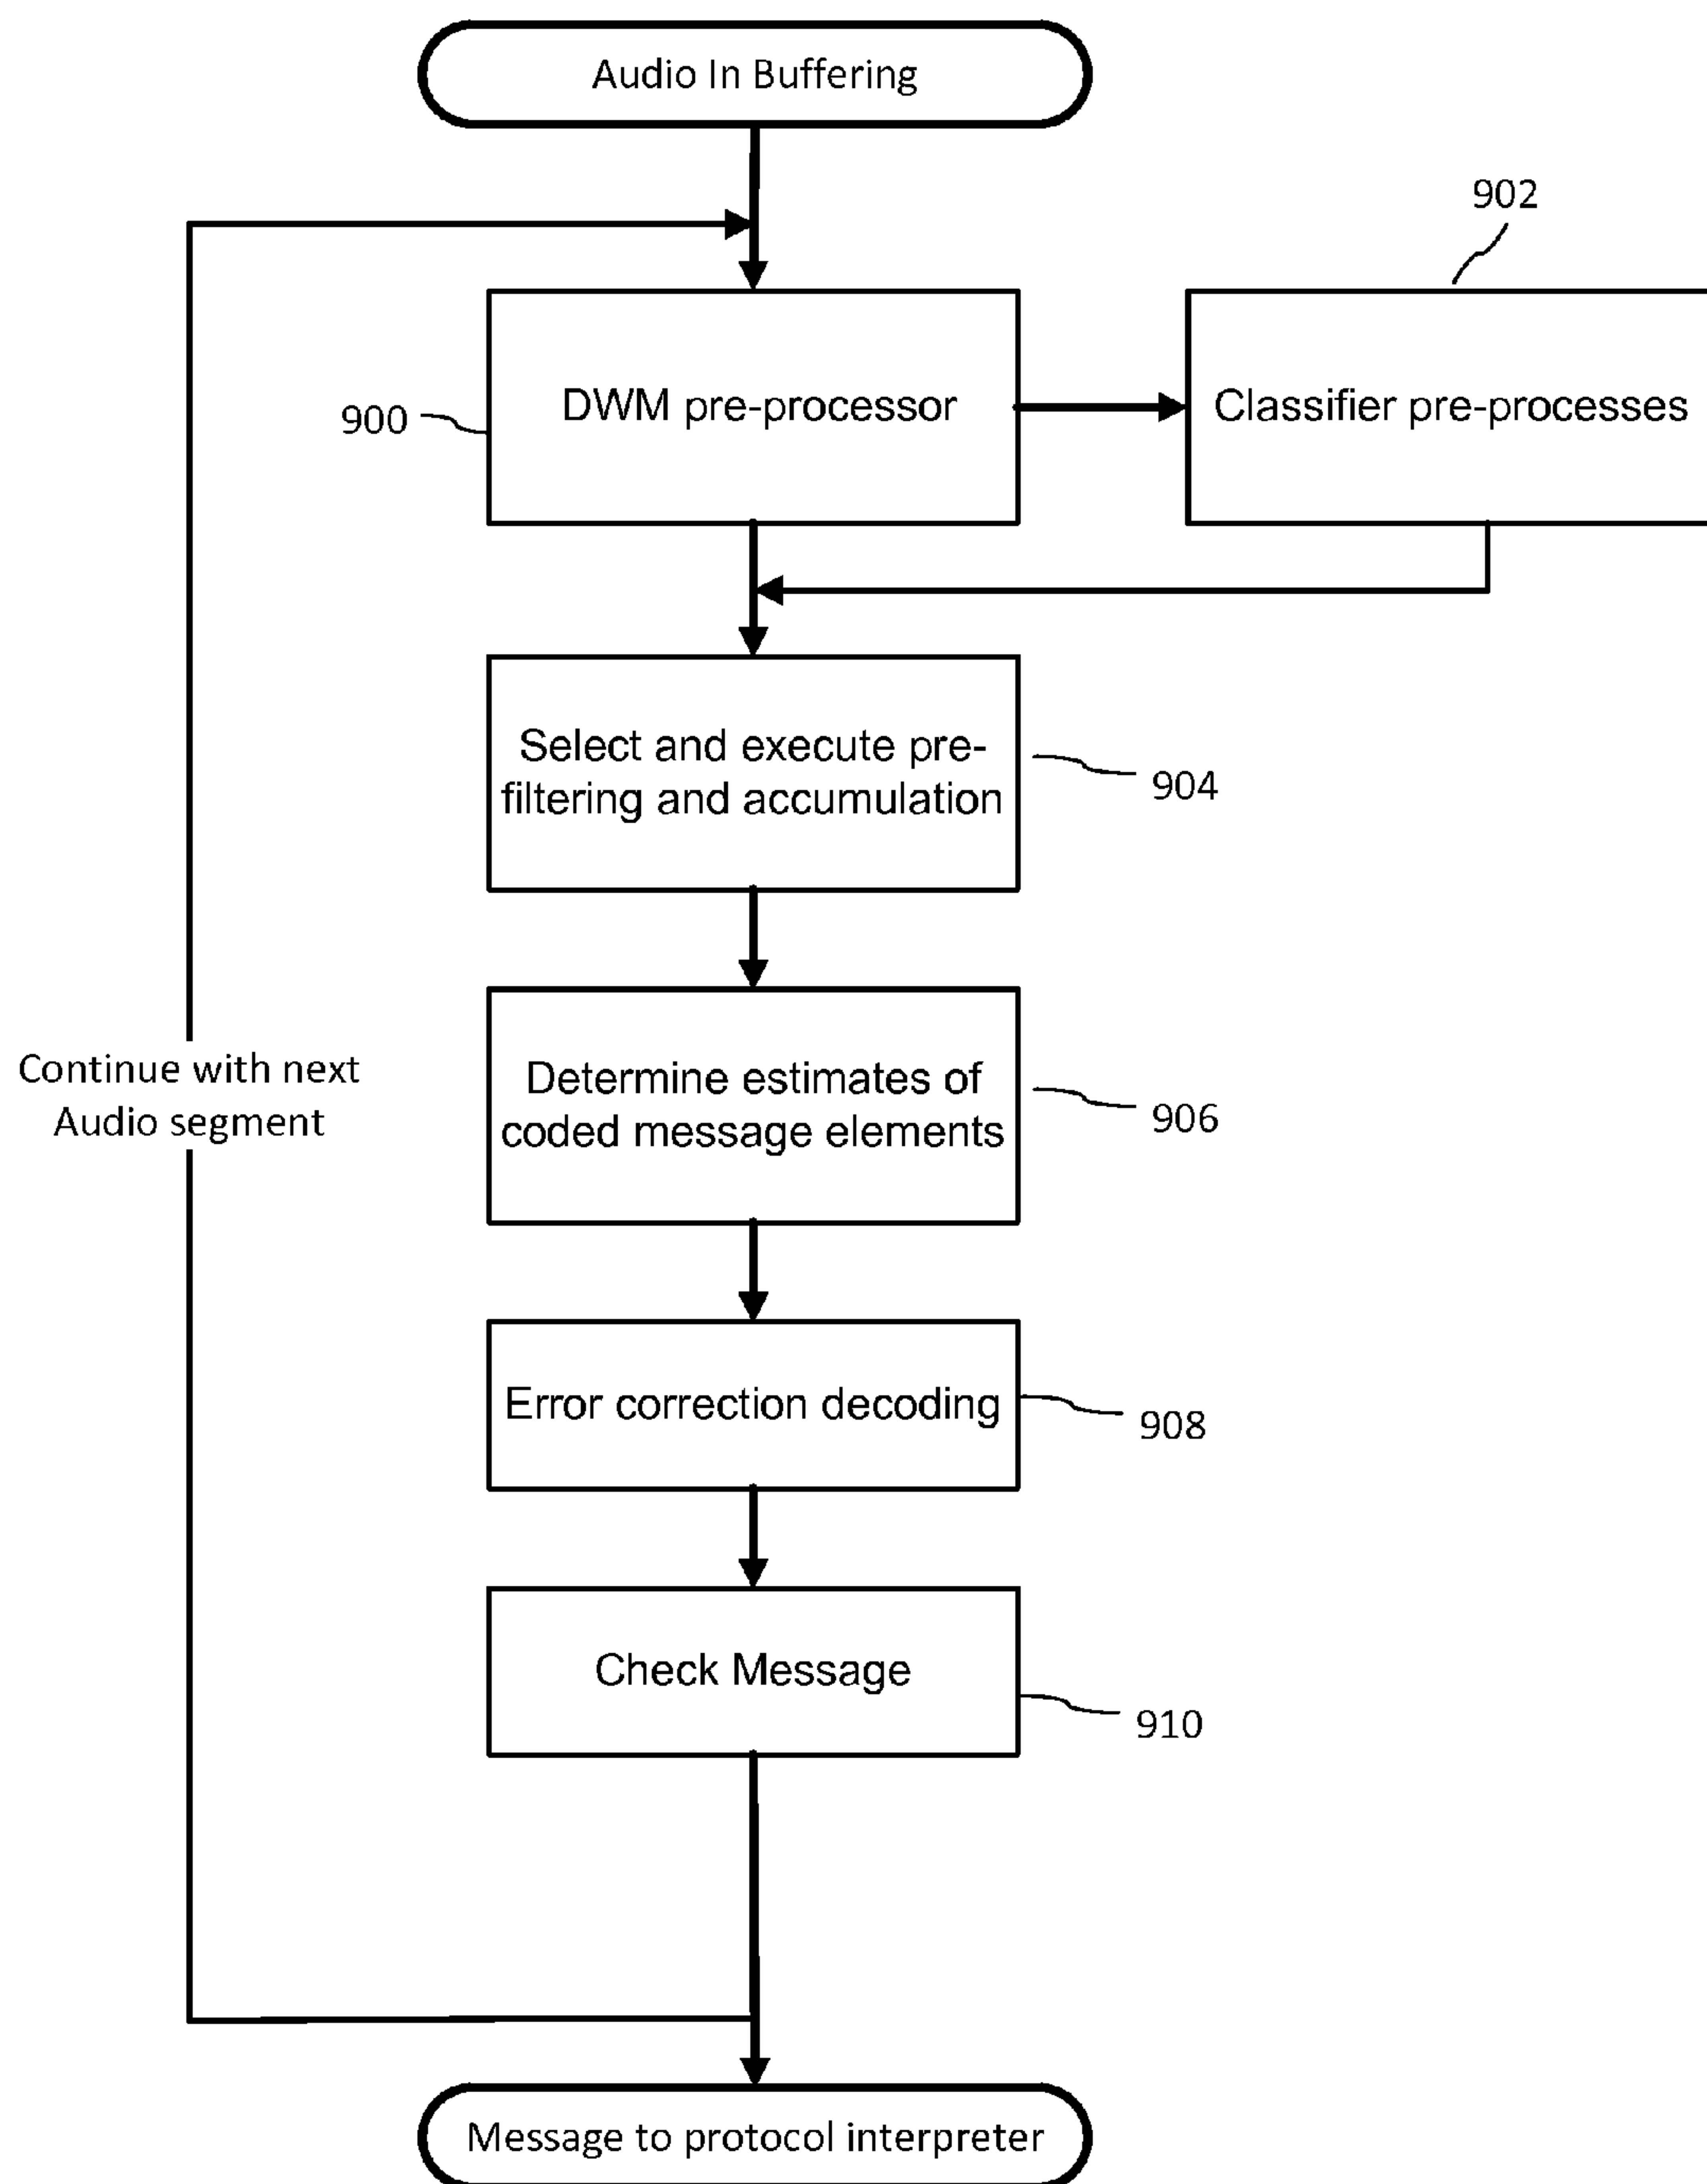 Audio In Buffering
902
900
DWM pre-processor
Classifier pre-processes
Select and execute pre-
filtering and accumulation
904
Continue with next
Audio segment
Determine estimates of
coded message elements
906
Error correction decoding
908
Check Message
910
Message to protocol interpreter